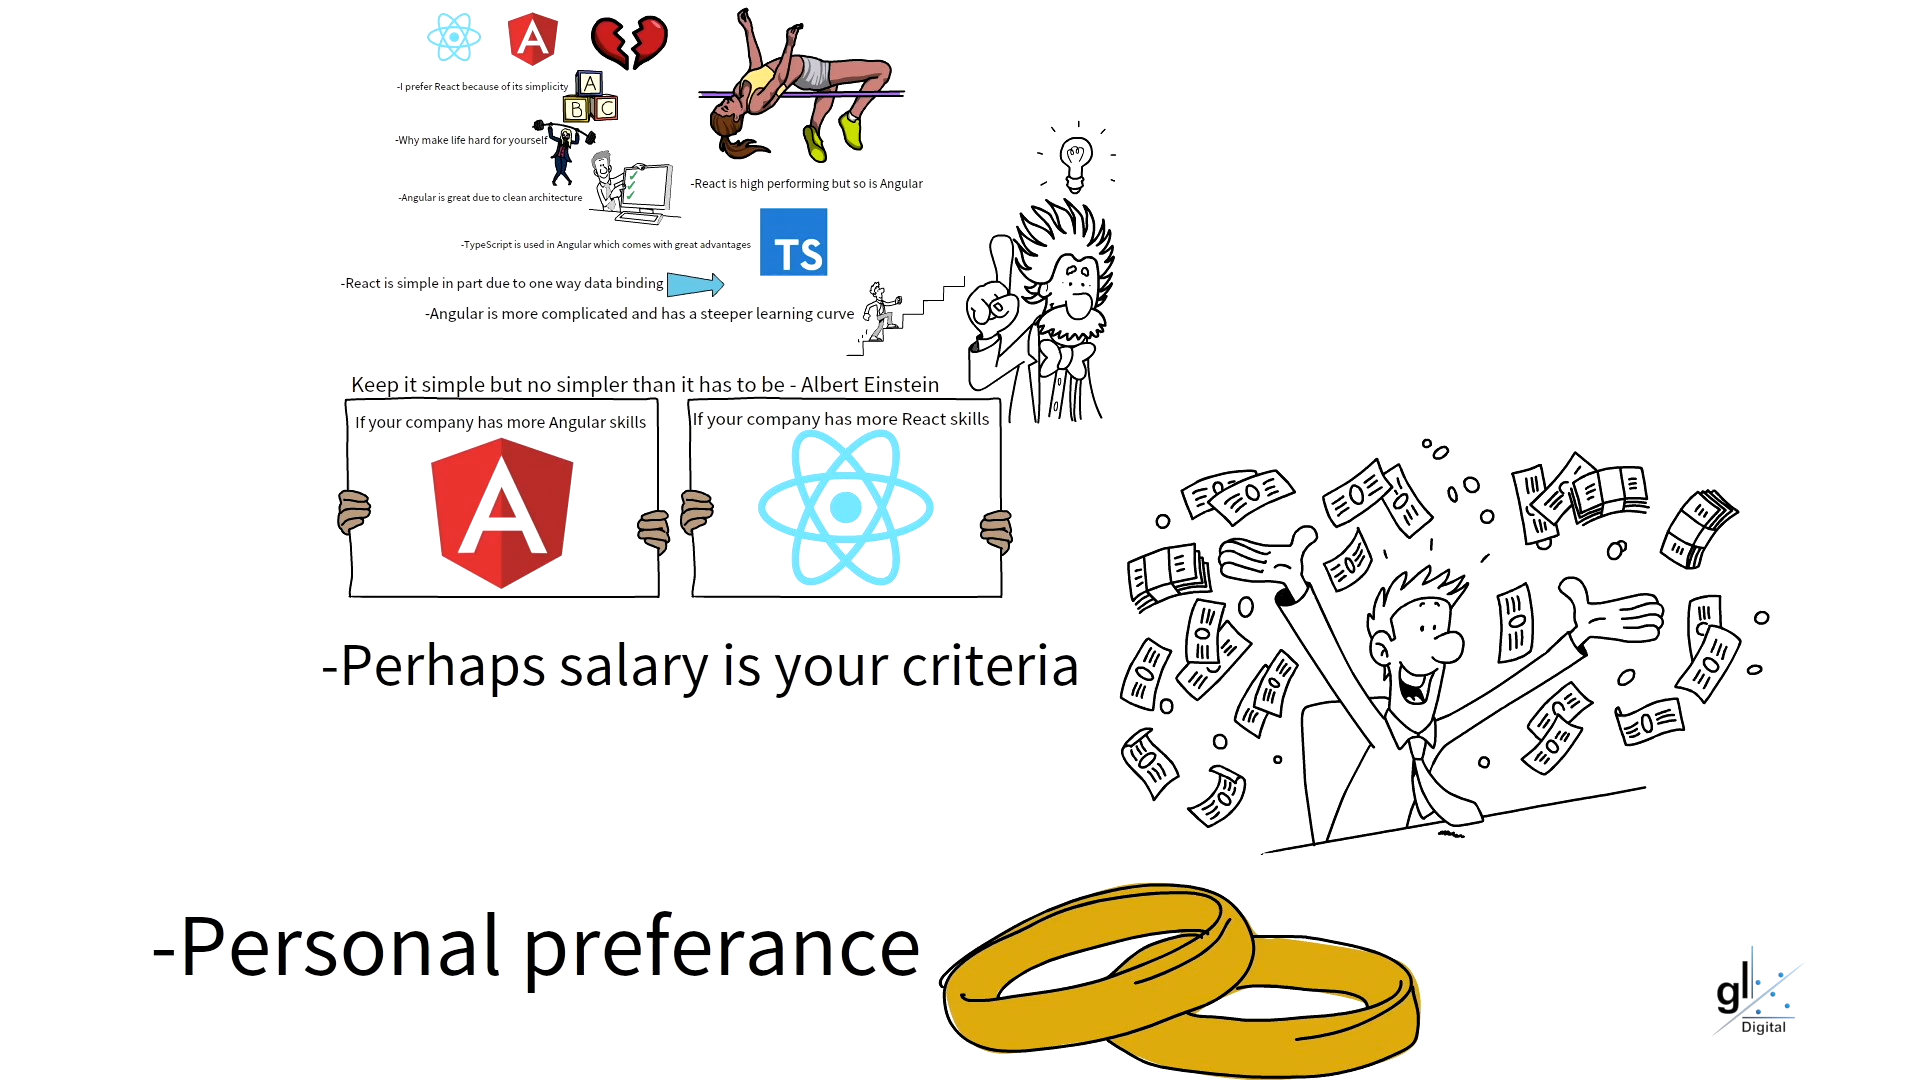 A
-I prefer React because of its simplicity
A
B C
-Why make life hard for yourself
-React is high performing but so is Angular
-Angular is great due to clean architecture
-TypeScript is used in Angular which comes with great advantages
TS
-React is simple in part due to one way data binding
-Angular is more complicated and has a steeper learning curve
Keep it simple but no simpler than it has to be - Albert Einstein
If your company has more Angular skills
A
If your company has more React skills
-Perhaps salary is your criteria
-Personal preferance
gl
Digital